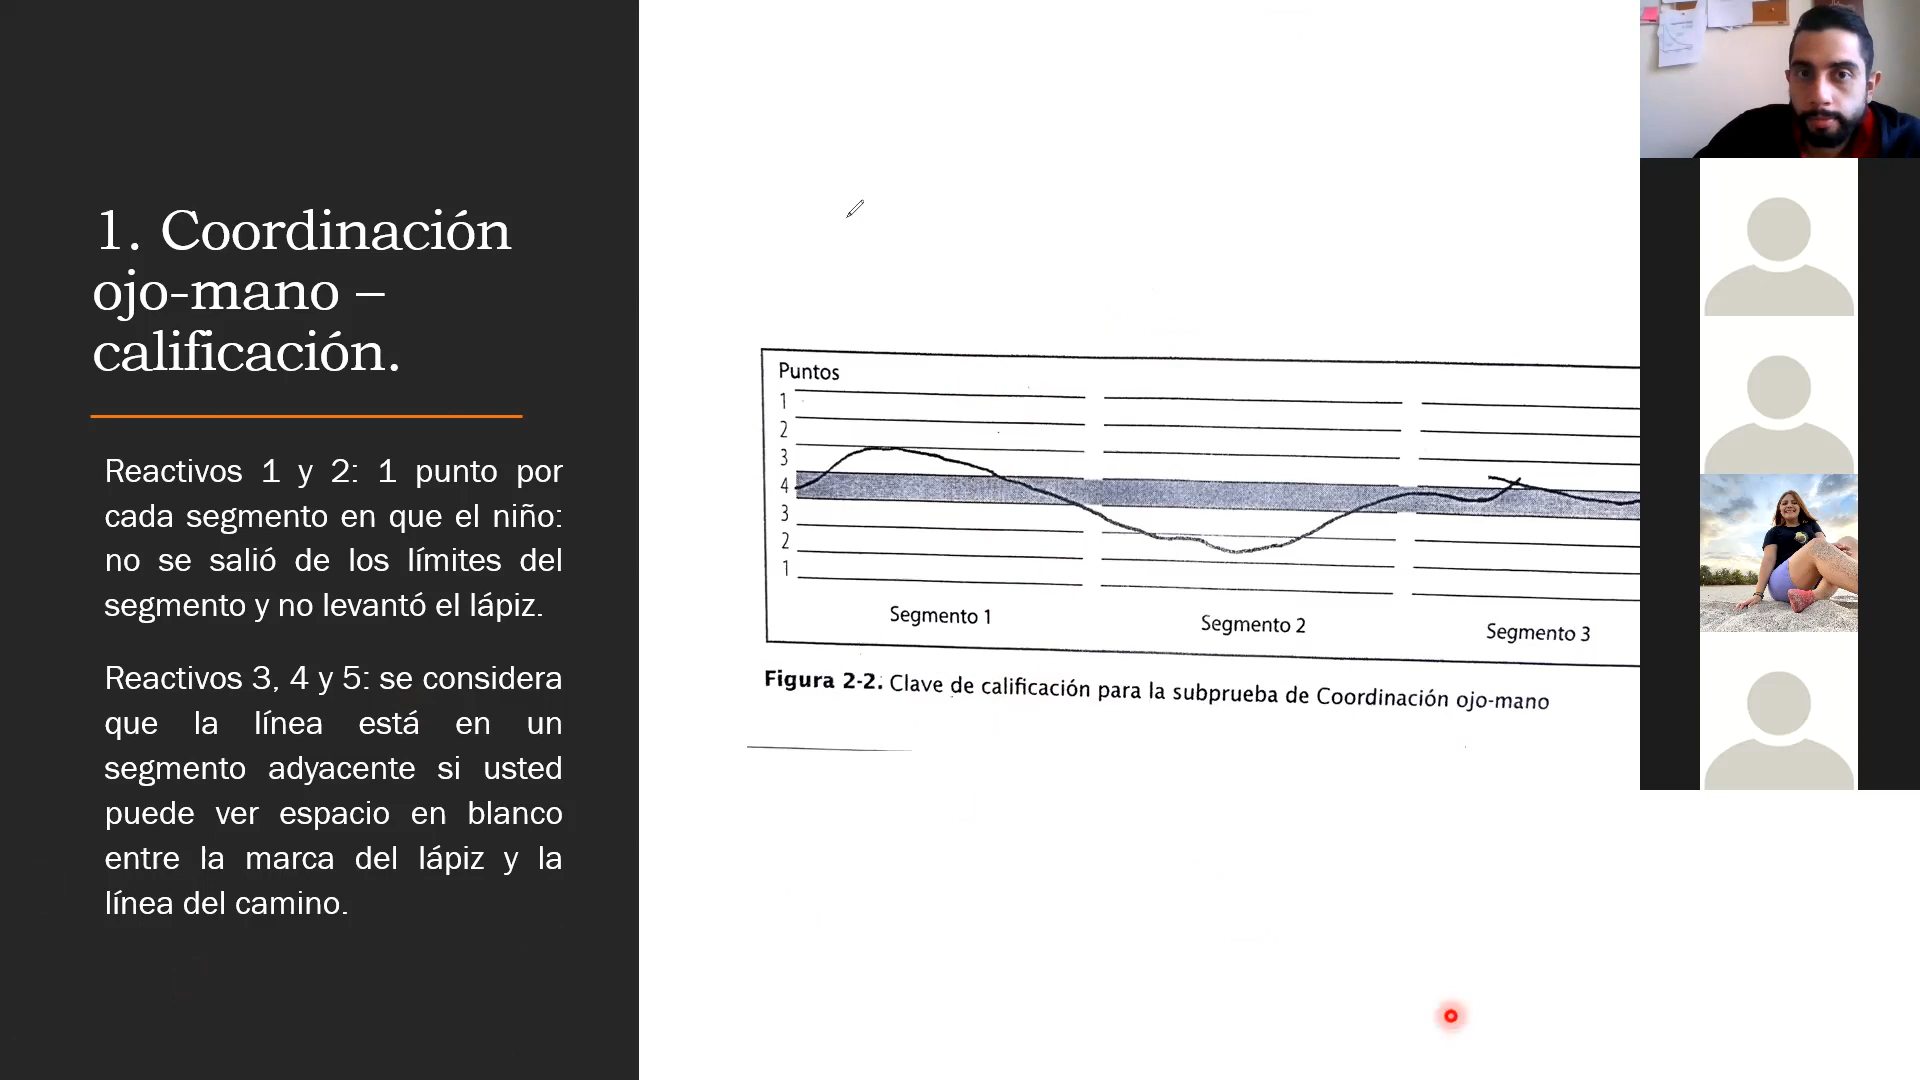 1. Coordinación
ojo-mano –
calificación.
Reactivos 1 y 2: 1 punto por
cada segmento en que el niño:
no se salió de los límites del
segmento y no levantó el lápiz.
Reactivos 3, 4 y 5: se considera
que la línea está en un
segmento adyacente si usted
puede ver espacio en blanco
entre la marca del lápiz y la
línea del camino.
Puntos
1
2
3
4
3
2
1
Segmento 1
Segmento 2
Segmento 3
Figura 2-2. Clave de calificación para la subprueba de Coordinación ojo-mano